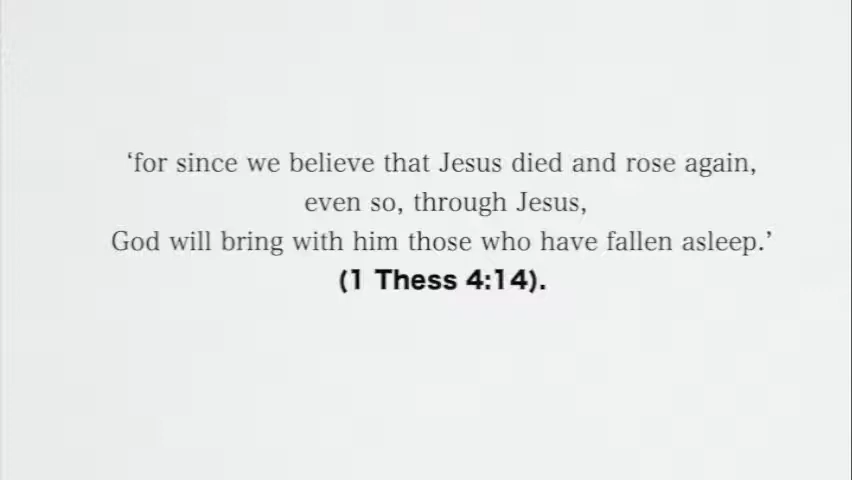 ‘for since we believe that Jesus died and rose again,
even so, through Jesus,
God will bring with him those who have fallen asleep.’
(1 Thess 4:14).